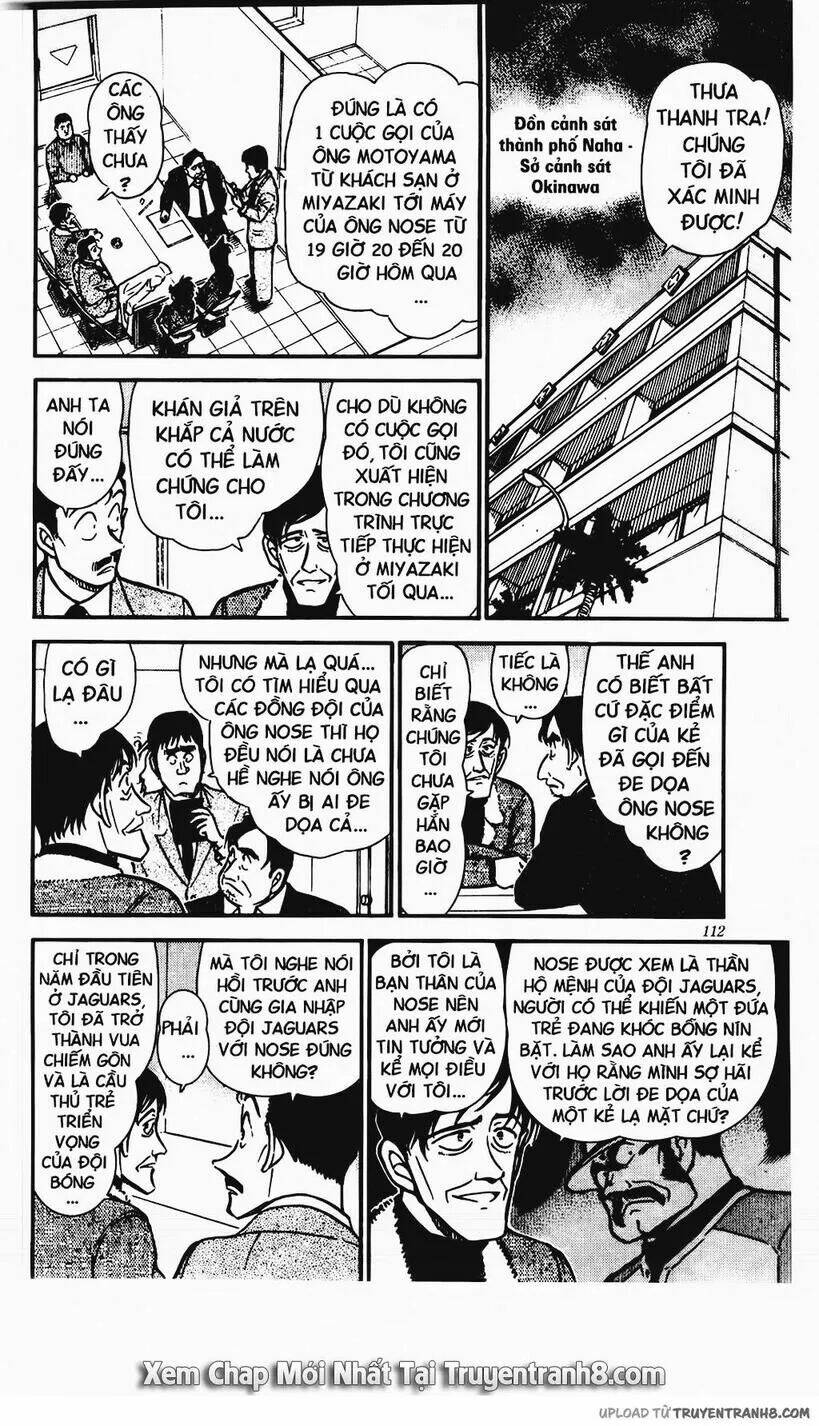 THƯA
THANH TRA!
CHÚNG
TÔI ĐÃ
XÁC MINH
ĐƯỢC!
Đồn cảnh sát
thành phố Naha -
Sở cảnh sát
Okinawa
ĐÚNG LÀ CÓ
1 CUỘC GỌI CỦA
ÔNG MOTOYAMA
TỪ KHÁCH SẠN Ở
MIYAZAKI TỚI MÁY
CỦA ÔNG NOSE TỪ
19 GIỜ 20 ĐẾN 20
GIỜ HÔM QUA
...
CÁC
ÔNG
THẤY
CHƯA
?
CHO DÙ KHÔNG
CÓ CUỘC GỌI
ĐÓ, TÔI CŨNG
XUẤT HIỆN
TRONG CHƯƠNG
TRÌNH TRỰC
TIẾP THỰC HIỆN
Ở MIYAZAKI
TỐI QUA...
KHÁN GIẢ TRÊN
KHẮP CẢ NƯỚC
CÓ THỂ LÀM
CHỨNG CHO
TÔI...
ANH TA
NÓI
ĐÚNG
ĐẤY...
THẾ ANH
CÓ BIẾT BẤT
CỨ ĐẶC ĐIỂM
GÌ CỦA KẺ
ĐÃ GỌI ĐẾN
ĐE DỌA
ÔNG NOSE
KHÔNG
?
TIẾC LÀ
KHÔNG
...
CHỈ
BIẾT
RẰNG
CHÚNG
TÔI
CHƯA
GẶP
HẮN
BAO
GIỜ
...
NHƯNG MÀ LẠ QUÁ...
TÔI CÓ TÌM HIỂU QUA
CÁC ĐỒNG ĐỘI CỦA
ÔNG NOSE THÌ HỌ
ĐỀU NÓI LÀ CHƯA
HỀ NGHE NÓI ÔNG
ẤY BỊ AI ĐE
DỌA CẢ...
CÓ GÌ
LẠ ĐÂU
...
112
NOSE ĐƯỢC XEM LÀ THẦN
HỘ MỆNH CỦA ĐỘI JAGUARS,
NGƯỜI CÓ THỂ KHIẾN MỘT ĐỨA
TRẺ ĐANG KHÓC BỖNG NÍN
BẶT. LÀM SAO ANH ẤY LẠI KỂ
VỚI HỌ RẰNG MÌNH SỢ HÃI
TRƯỚC LỜI ĐE DỌA CỦA
MỘT KẺ LẠ MẶT CHỨ?
BỞI TÔI LÀ
BẠN THÂN CỦA
NOSE NÊN
ANH ẤY MỚI
TIN TƯỞNG VÀ
KỂ MỌI ĐIỀU
VỚI TÔI...
MÀ TÔI NGHE NÓI
HỒI TRƯỚC ANH
CÙNG GIA NHẬP
ĐỘI JAGUARS
VỚI NOSE ĐÚNG
KHÔNG?
PHẢI
...
CHỈ TRONG
NĂM ĐẦU TIÊN
Ở JAGUARS,
TÔI ĐÃ TRỞ
THÀNH VUA
CHIẾM GÔN
VÀ LÀ CẦU
THỦ TRẺ
TRIỂN
VỌNG
CỦA ĐỘI
BÓNG
...
Xem Chap Mới Nhất Tại Truyentranh8.com
UPLOAD TỪ TRUYENTRANH8.COM